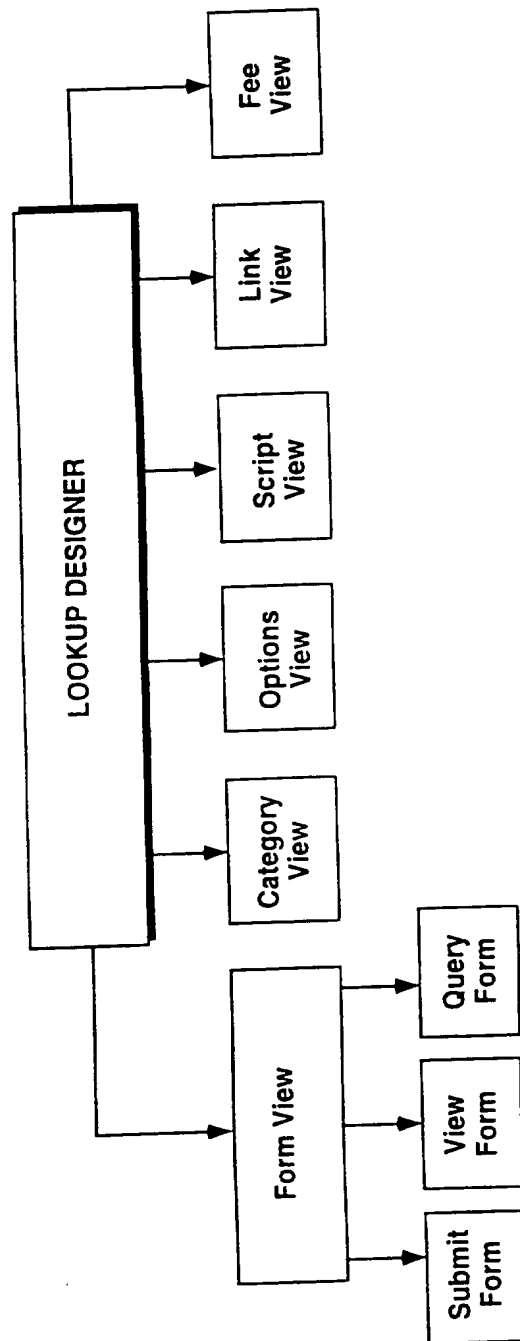 LOOKUP DESIGNER
Form View
Category
View
Options
View
Script
View
Link
View
Fee
View
Submit
Form
View
Form
Query
Form